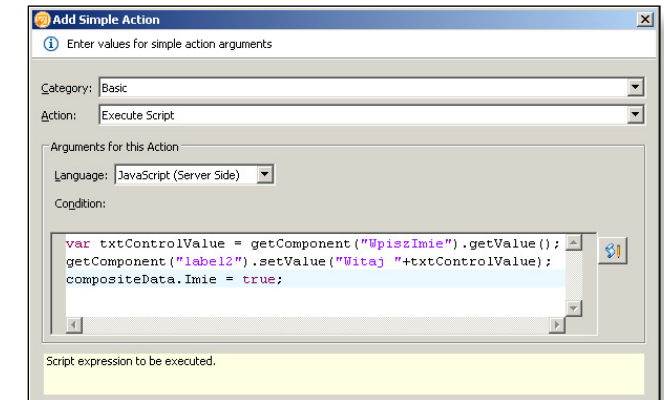 Add Simple Action
Enter values for simple action arguments
Category: Basic
Action: Execute Script
Arguments for this Action
Language: JavaScript (Server Side)
Condition:
var txtControlValue = getComponent("WpiszImie").getValue();
getComponent("label2").setValue("Witaj "+txtControlValue);
compositeData.Imie = true;
Script expression to be executed.